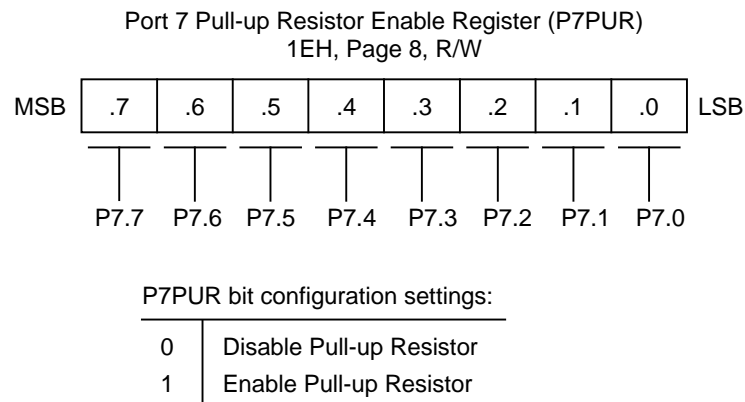 Port 7 Pull-up Resistor Enable Register (P7PUR)
1EH, Page 8, R/W
MSB .7 .6 .5 .4 .3 .2 .1 .0 LSB
P7.7 P7.6 P7.5 P7.4 P7.3 P7.2 P7.1 P7.0
P7PUR bit configuration settings:
0 Disable Pull-up Resistor
1 Enable Pull-up Resistor